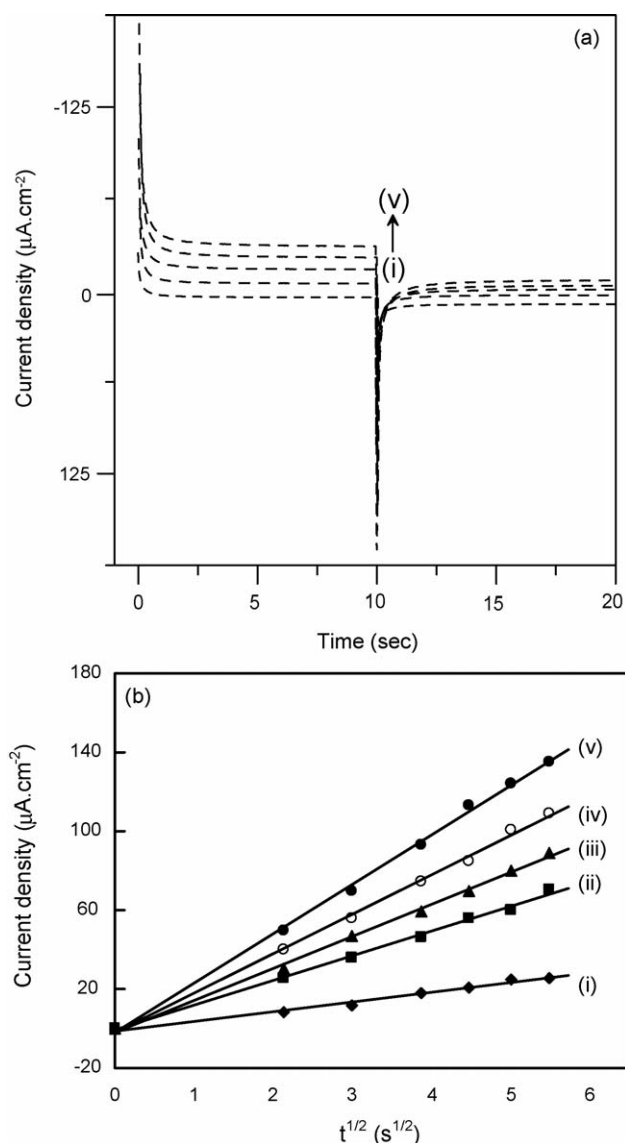 (a)
-125
0
125
Current density (µA.cm-2)
(v)
(i)
0 5 10 15 20
Time (sec)
(b)
180
140
100
60
20
-20
Current density (µA.cm-2)
(v)
(iv)
(iii)
(ii)
(i)
0 1 2 3 4 5 6
t1/2 (s1/2)